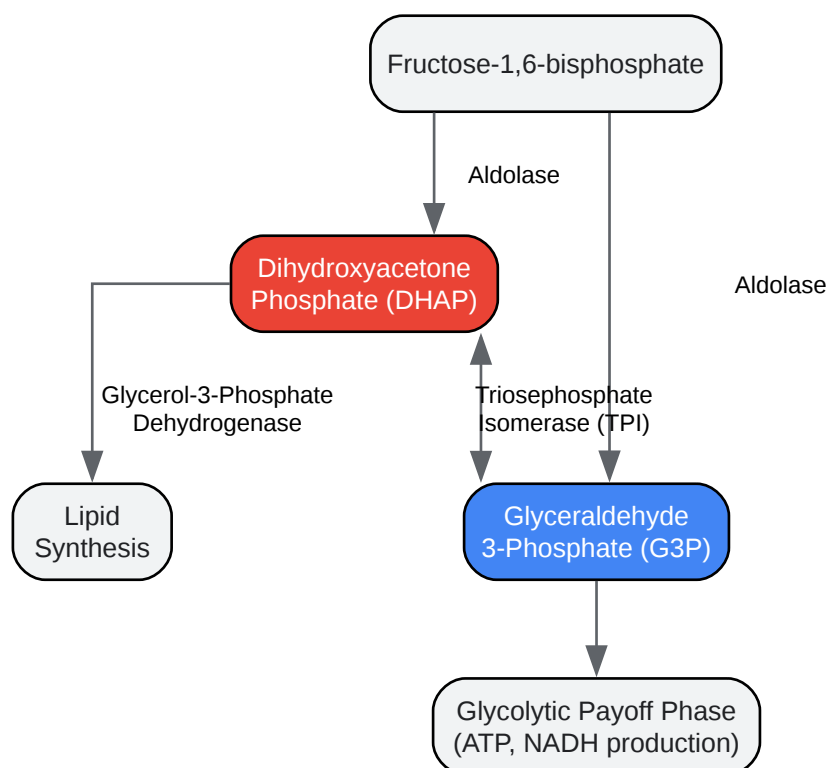 Fructose-1,6-bisphosphate
Aldolase
Dihydroxyacetone
Phosphate (DHAP)
Aldolase
Glycerol-3-Phosphate
Dehydrogenase
Triosephosphate
Isomerase (TPI)
Lipid
Synthesis
Glyceraldehyde
3-Phosphate (G3P)
Glycolytic Payoff Phase
(ATP, NADH production)